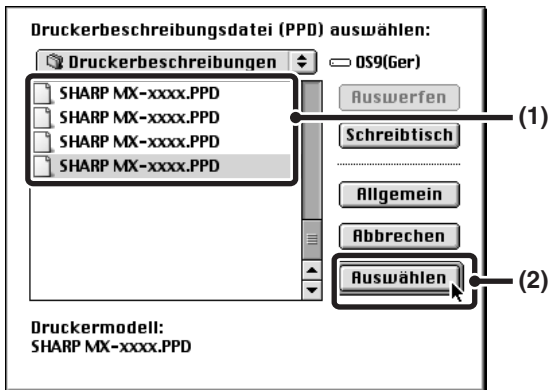 Druckerbeschreibungsdatei (PPD) auswählen:
Druckerbeschreibungen
OS9(Ger)
SHARP MX-xxxx.PPD
SHARP MX-xxxx.PPD
SHARP MX-xxxx.PPD
SHARP MX-xxxx.PPD
Auswerfen
(1)
Schreibtisch
Allgemein
Abbrechen
Auswählen
(2)
Druckermodell:
SHARP MX-xxxx.PPD